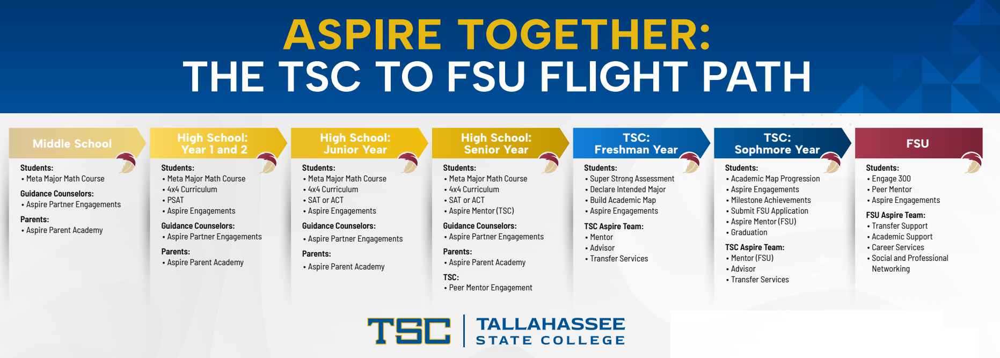 ASPIRE TOGETHER:
THE TSC TO FSU FLIGHT PATH
Middle School
Students:
• Meta Major Math Course
Guidance Counselors:
• Aspire Partner Engagements
Parents:
• Aspire Parent Academy
High School:
Year 1 and 2
Students:
• Meta Major Math Course
• 4x4 Curriculum
• PSAT
• Aspire Engagements
Guidance Counselors:
• Aspire Partner Engagements
Parents:
• Aspire Parent Academy
High School:
Junior Year
Students:
• Meta Major Math Course
• 4x4 Curriculum
• SAT or ACT
• Aspire Engagements
Guidance Counselors:
• Aspire Partner Engagements
Parents:
• Aspire Parent Academy
High School:
Senior Year
Students:
• Meta Major Math Course
• 4x4 Curriculum
• SAT or ACT
• Aspire Mentor (TSC)
Guidance Counselors:
• Aspire Partner Engagements
Parents:
• Aspire Parent Academy
TSC:
• Peer Mentor Engagement
TSC:
Freshman Year
Students:
• Super Strong Assessment
• Declare Intended Major
• Build Academic Map
• Aspire Engagements
TSC Aspire Team:
• Mentor
• Advisor
• Transfer Services
TSC:
Sophmore Year
Students:
• Academic Map Progression
• Aspire Engagements
• Milestone Achievements
• Submit FSU Application
• Aspire Mentor (FSU)
• Graduation
TSC Aspire Team:
• Mentor (FSU)
• Advisor
• Transfer Services
FSU
Students:
• Engage 300
• Peer Mentor
• Aspire Engagements
FSU Aspire Team:
• Transfer Support
• Academic Support
• Career Services
• Social and Professional
Networking
TSC
TALLAHASSEE
STATE COLLEGE